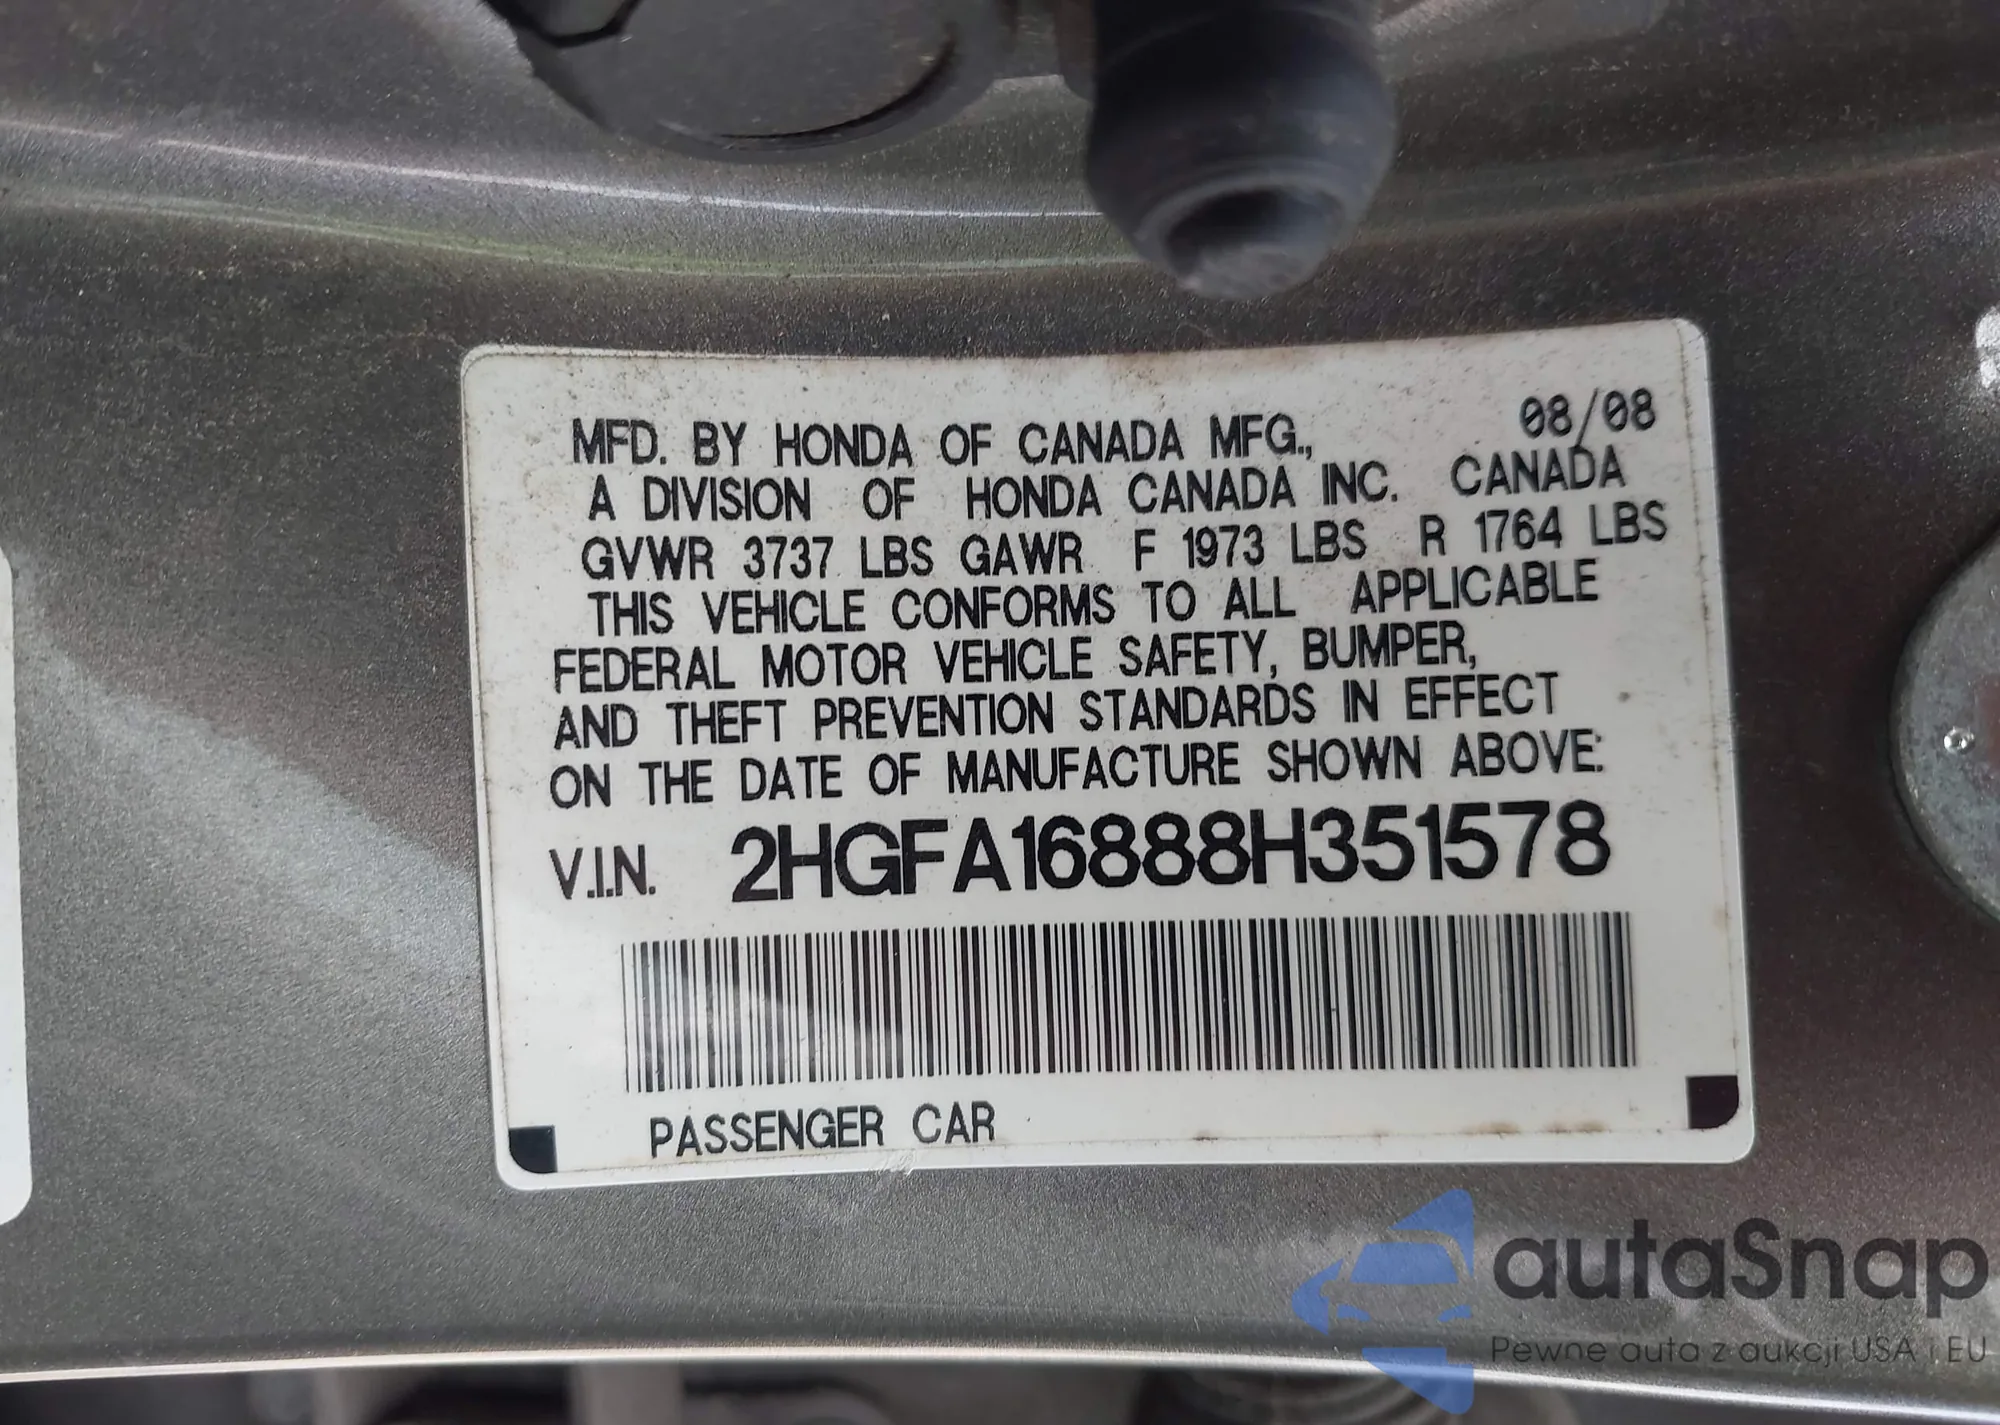 08/08
MFD. BY HONDA OF CANADA MFG.,
A DIVISION OF HONDA CANADA INC. CANADA
GVWR 3737 LBS GAWR F 1973 LBS R 1764 LBS
THIS VEHICLE CONFORMS TO ALL APPLICABLE
FEDERAL MOTOR VEHICLE SAFETY, BUMPER,
AND THEFT PREVENTION STANDARDS IN EFFECT
ON THE DATE OF MANUFACTURE SHOWN ABOVE:
V.I.N. 2HGFA16888H351578
PASSENGER CAR
autaSnap
Pewne auta z aukcji USA i EU